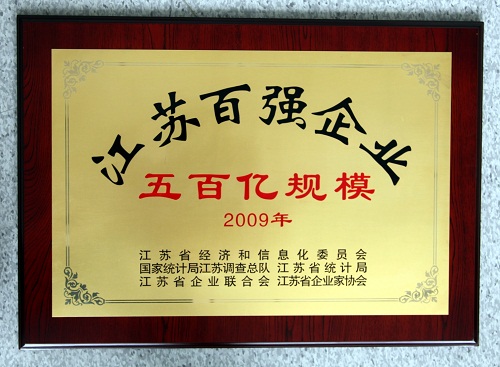 江苏百强企业
五百亿规模
2009年
江苏省经济和信息化委员会
国家统计局江苏调查总队 江苏省统计局
江苏省企业联合会 江苏省企业家协会